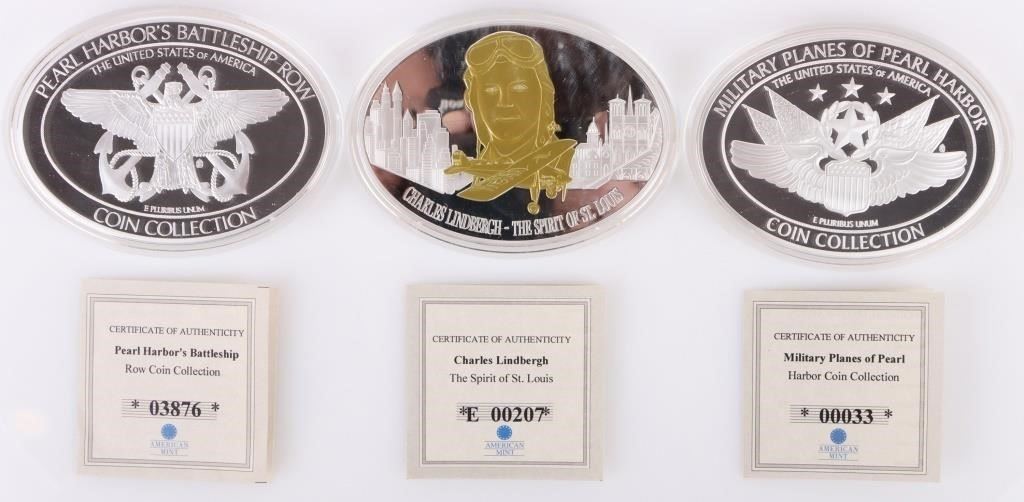 PEARL HARBOR'S BATTLESHIP ROW
THE UNITED STATES OF AMERICA
E PLURIBUS UNUM
COIN COLLECTION
CHARLES LINDBERGH - THE SPIRIT OF ST. LOUIS
MILITARY PLANES OF PEARL HARBOR
THE UNITED STATES OF AMERICA
E PLURIBUS UNUM
COIN COLLECTION
CERTIFICATE OF AUTHENTICITY
Pearl Harbor's Battleship
Row Coin Collection
* 03876 *
AMERICAN
MINT
CERTIFICATE OF AUTHENTICITY
Charles Lindbergh
The Spirit of St. Louis
*E 00207*
AMERICAN
MINT
CERTIFICATE OF AUTHENTICITY
Military Planes of Pearl
Harbor Coin Collection
* 00033 *
AMERICAN
MINT